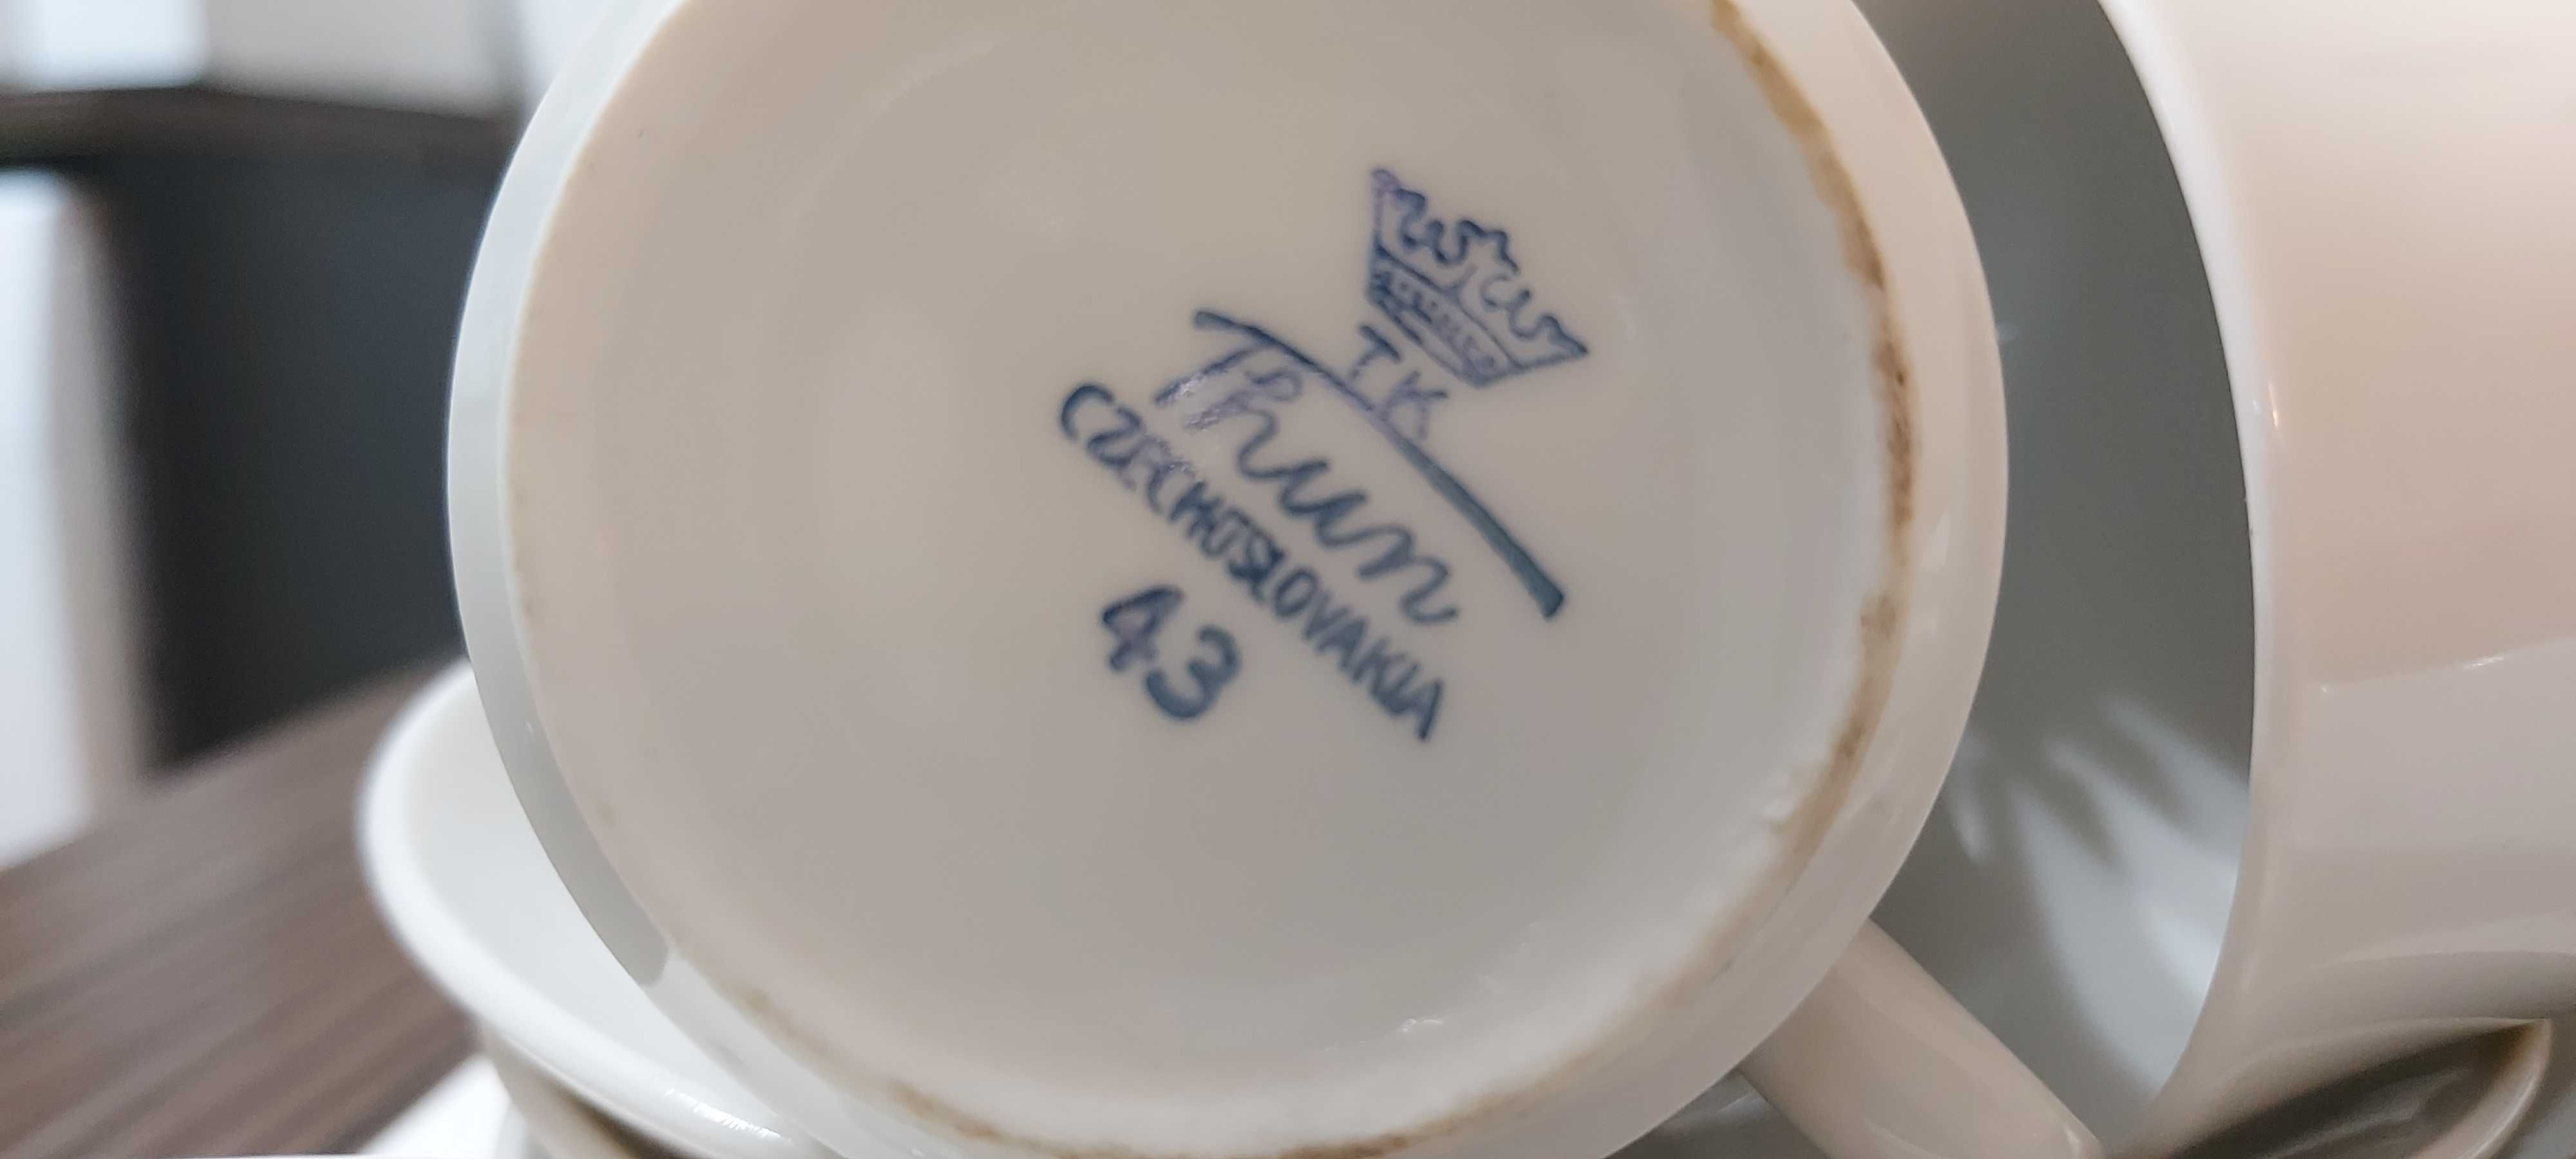 TK
Thun
CZECHOSLOVAKIA
43